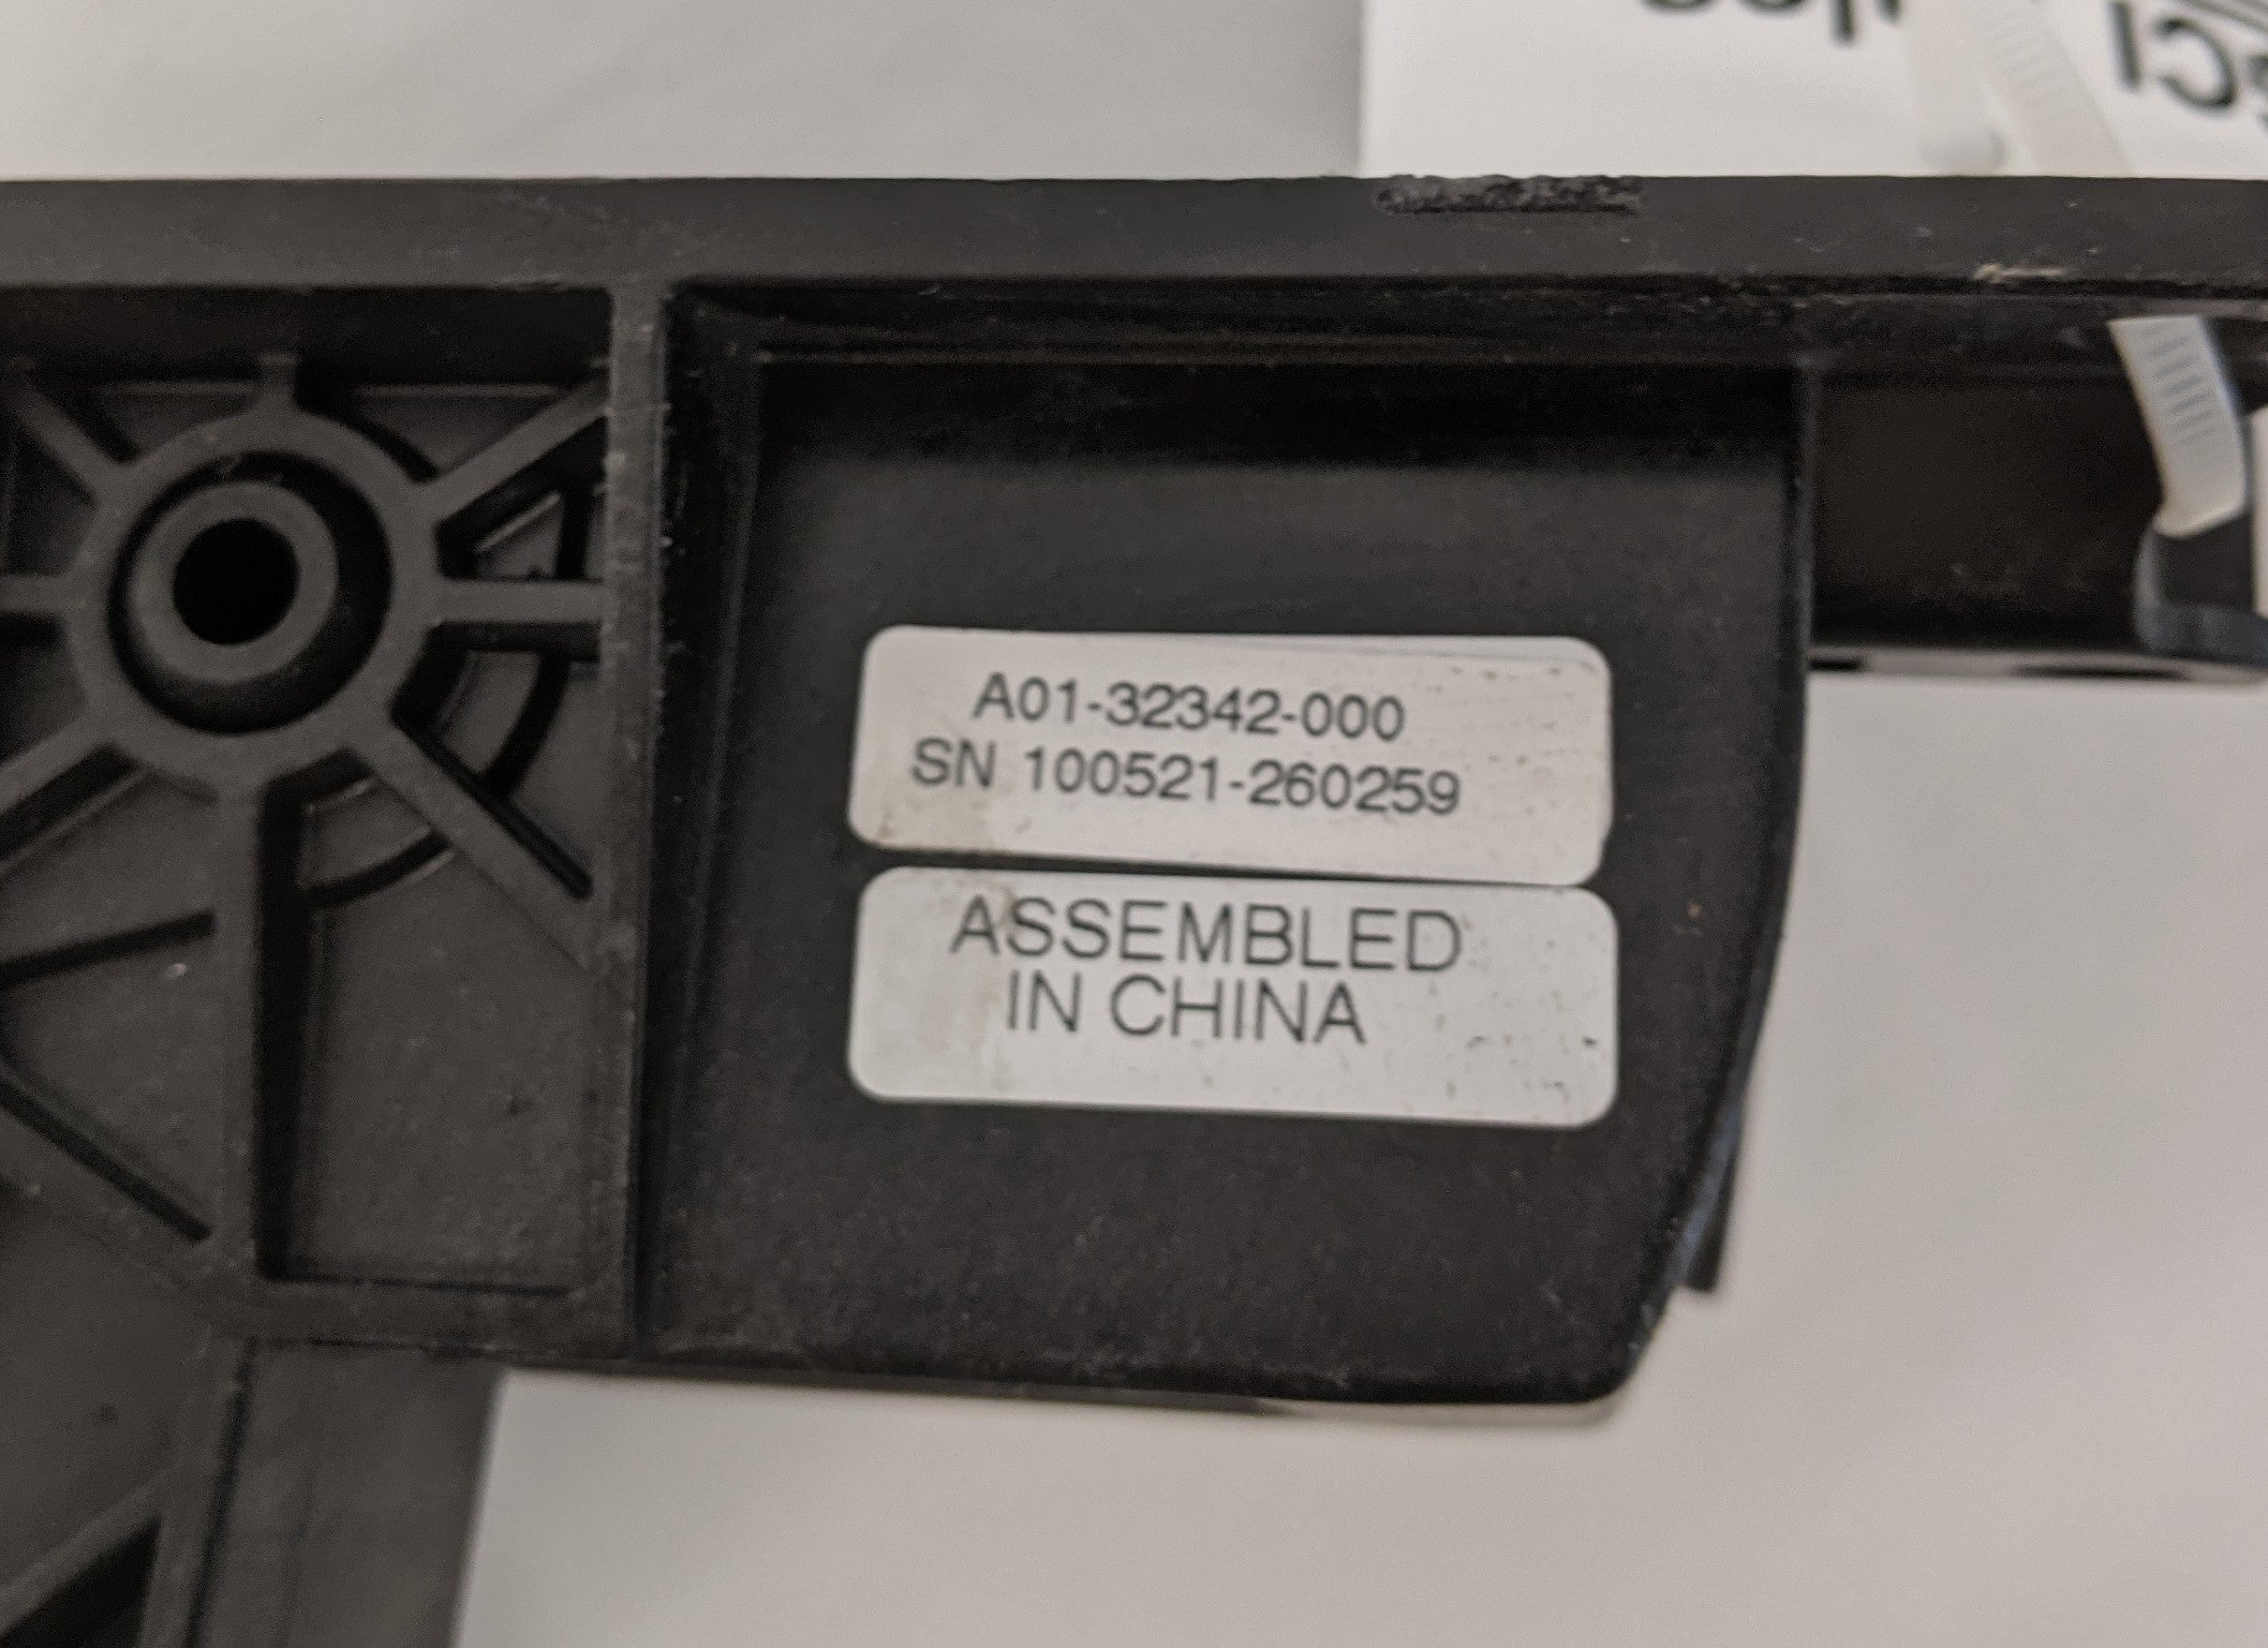 A01-32342-000
SN 100521-260259
ASSEMBLED
IN CHINA